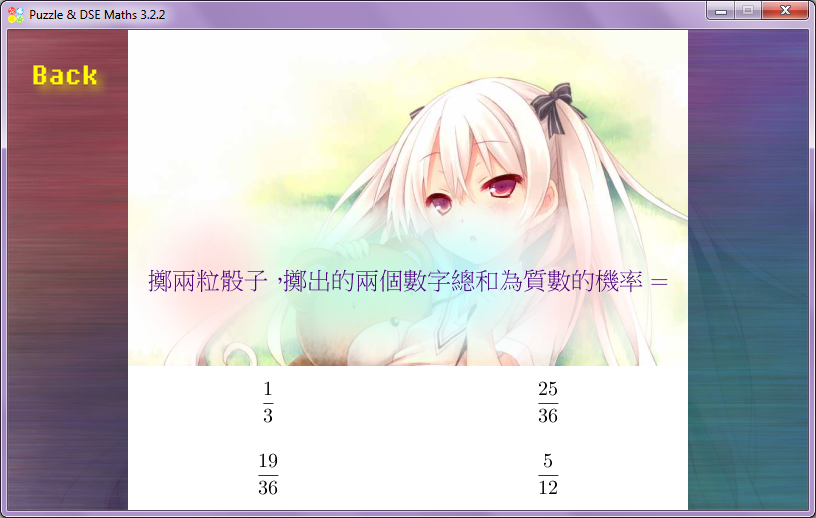 Puzzle & DSE Maths 3.2.2
Back
擲兩粒骰子，擲出的兩個數字總和為質數的機率 =
1/3
25/36
19/36
5/12